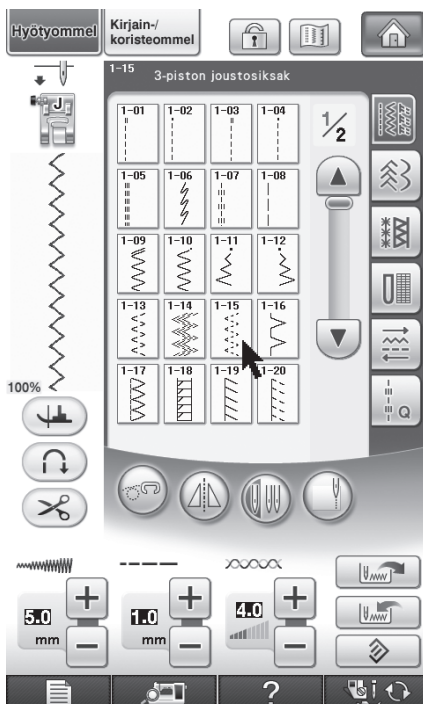 Hyötyommel
Kirjain-/
koristeommel
1-15
3-piston joustosiksak
J
1-01 1-02 1-03 1-04
1/2
1-05 1-06 1-07 1-08
1-09 1-10 1-11 1-12
1-13 1-14 1-15 1-16
1-17 1-18 1-19 1-20
100%
Q
5.0
mm
1.0
mm
4.0
?
i